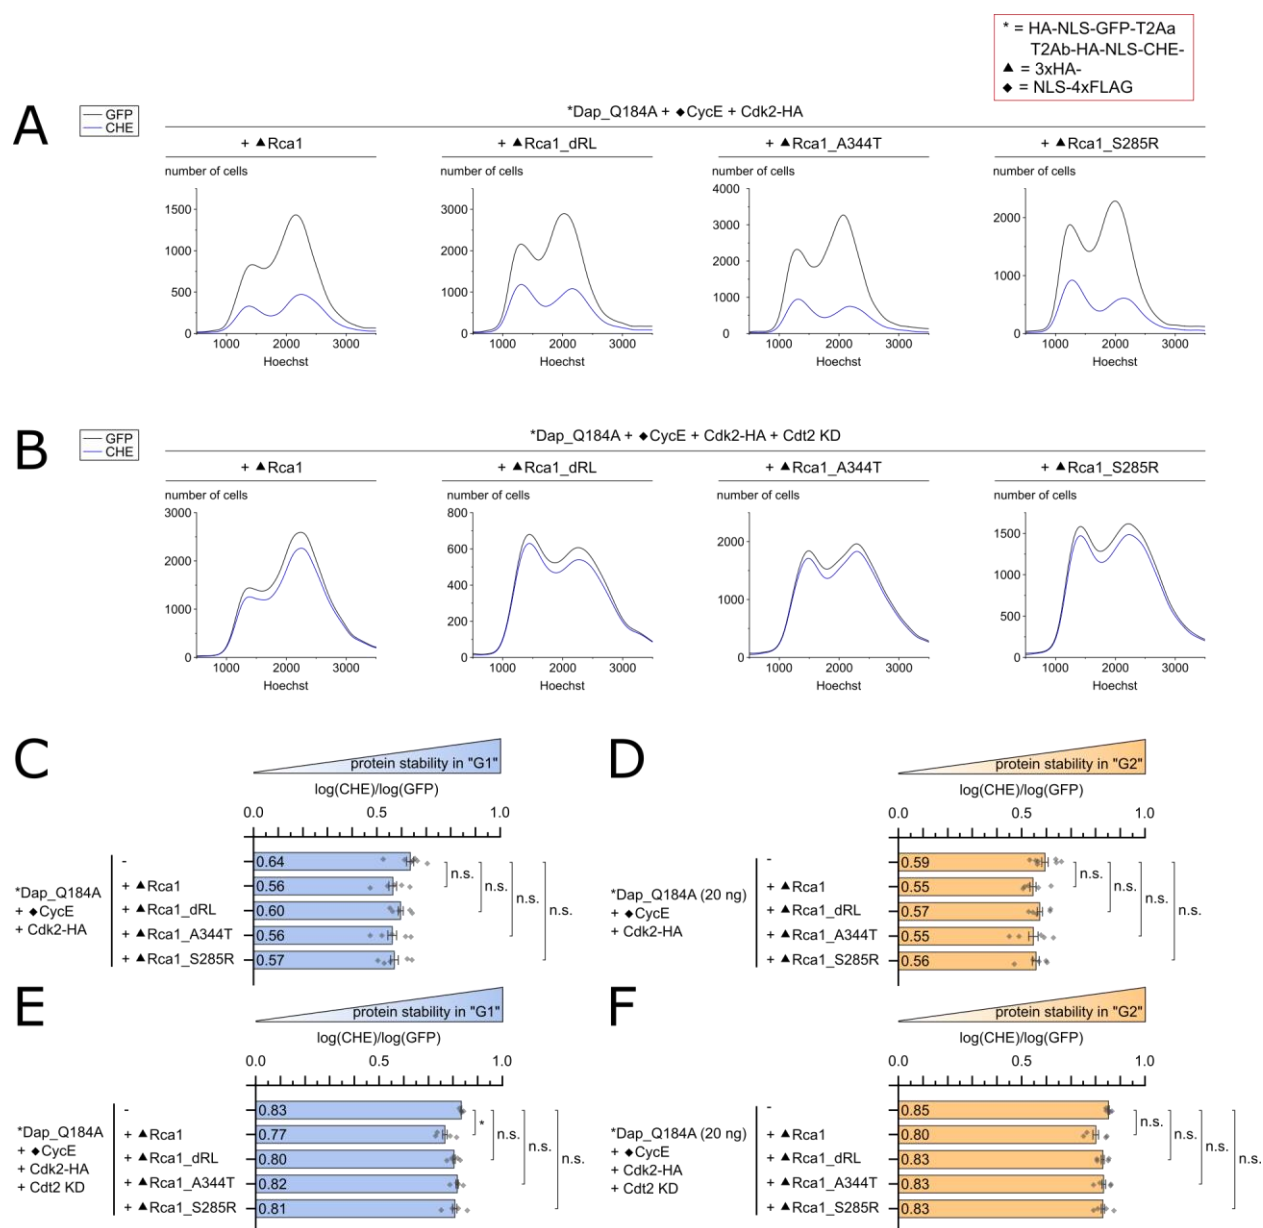 * = HA-NLS-GFP-T2Aa
T2Ab-HA-NLS-CHE-
▲ = 3xHA-
◆ = NLS-4xFLAG
A
GFP
CHE
*Dap_Q184A + ◆CycE + Cdk2-HA
+ ▲Rca1
+ ▲Rca1_dRL
+ ▲Rca1_A344T
+ ▲Rca1_S285R
number of cells
number of cells
number of cells
number of cells
1500
1000
500
0
3000
2000
1000
0
4000
3000
2000
1000
0
2000
1000
0
1000 2000 3000
1000 2000 3000
1000 2000 3000
1000 2000 3000
Hoechst
Hoechst
Hoechst
Hoechst
B
GFP
CHE
*Dap_Q184A + ◆CycE + Cdk2-HA + Cdt2 KD
+ ▲Rca1
+ ▲Rca1_dRL
+ ▲Rca1_A344T
+ ▲Rca1_S285R
number of cells
number of cells
number of cells
number of cells
3000
2000
1000
0
800
600
400
200
0
2000
1000
0
1500
1000
500
0
1000 2000 3000
1000 2000 3000
1000 2000 3000
1000 2000 3000
Hoechst
Hoechst
Hoechst
Hoechst
C
protein stability in "G1"
log(CHE)/log(GFP)
0.0 0.5 1.0
*Dap_Q184A
+ ◆CycE
+ Cdk2-HA
- 0.64
+ ▲Rca1 0.56
+ ▲Rca1_dRL 0.60
+ ▲Rca1_A344T 0.56
+ ▲Rca1_S285R 0.57
n.s.
n.s.
n.s.
n.s.
D
protein stability in "G2"
log(CHE)/log(GFP)
0.0 0.5 1.0
*Dap_Q184A (20 ng)
+ ◆CycE
+ Cdk2-HA
- 0.59
+ ▲Rca1 0.55
+ ▲Rca1_dRL 0.57
+ ▲Rca1_A344T 0.55
+ ▲Rca1_S285R 0.56
n.s.
n.s.
n.s.
n.s.
E
protein stability in "G1"
log(CHE)/log(GFP)
0.0 0.5 1.0
*Dap_Q184A
+ ◆CycE
+ Cdk2-HA
+ Cdt2 KD
- 0.83
+ ▲Rca1 0.77
+ ▲Rca1_dRL 0.80
+ ▲Rca1_A344T 0.82
+ ▲Rca1_S285R 0.81
*
n.s.
n.s.
n.s.
F
protein stability in "G2"
log(CHE)/log(GFP)
0.0 0.5 1.0
*Dap_Q184A (20 ng)
+ ◆CycE
+ Cdk2-HA
+ Cdt2 KD
- 0.85
+ ▲Rca1 0.80
+ ▲Rca1_dRL 0.83
+ ▲Rca1_A344T 0.83
+ ▲Rca1_S285R 0.83
n.s.
n.s.
n.s.
n.s.